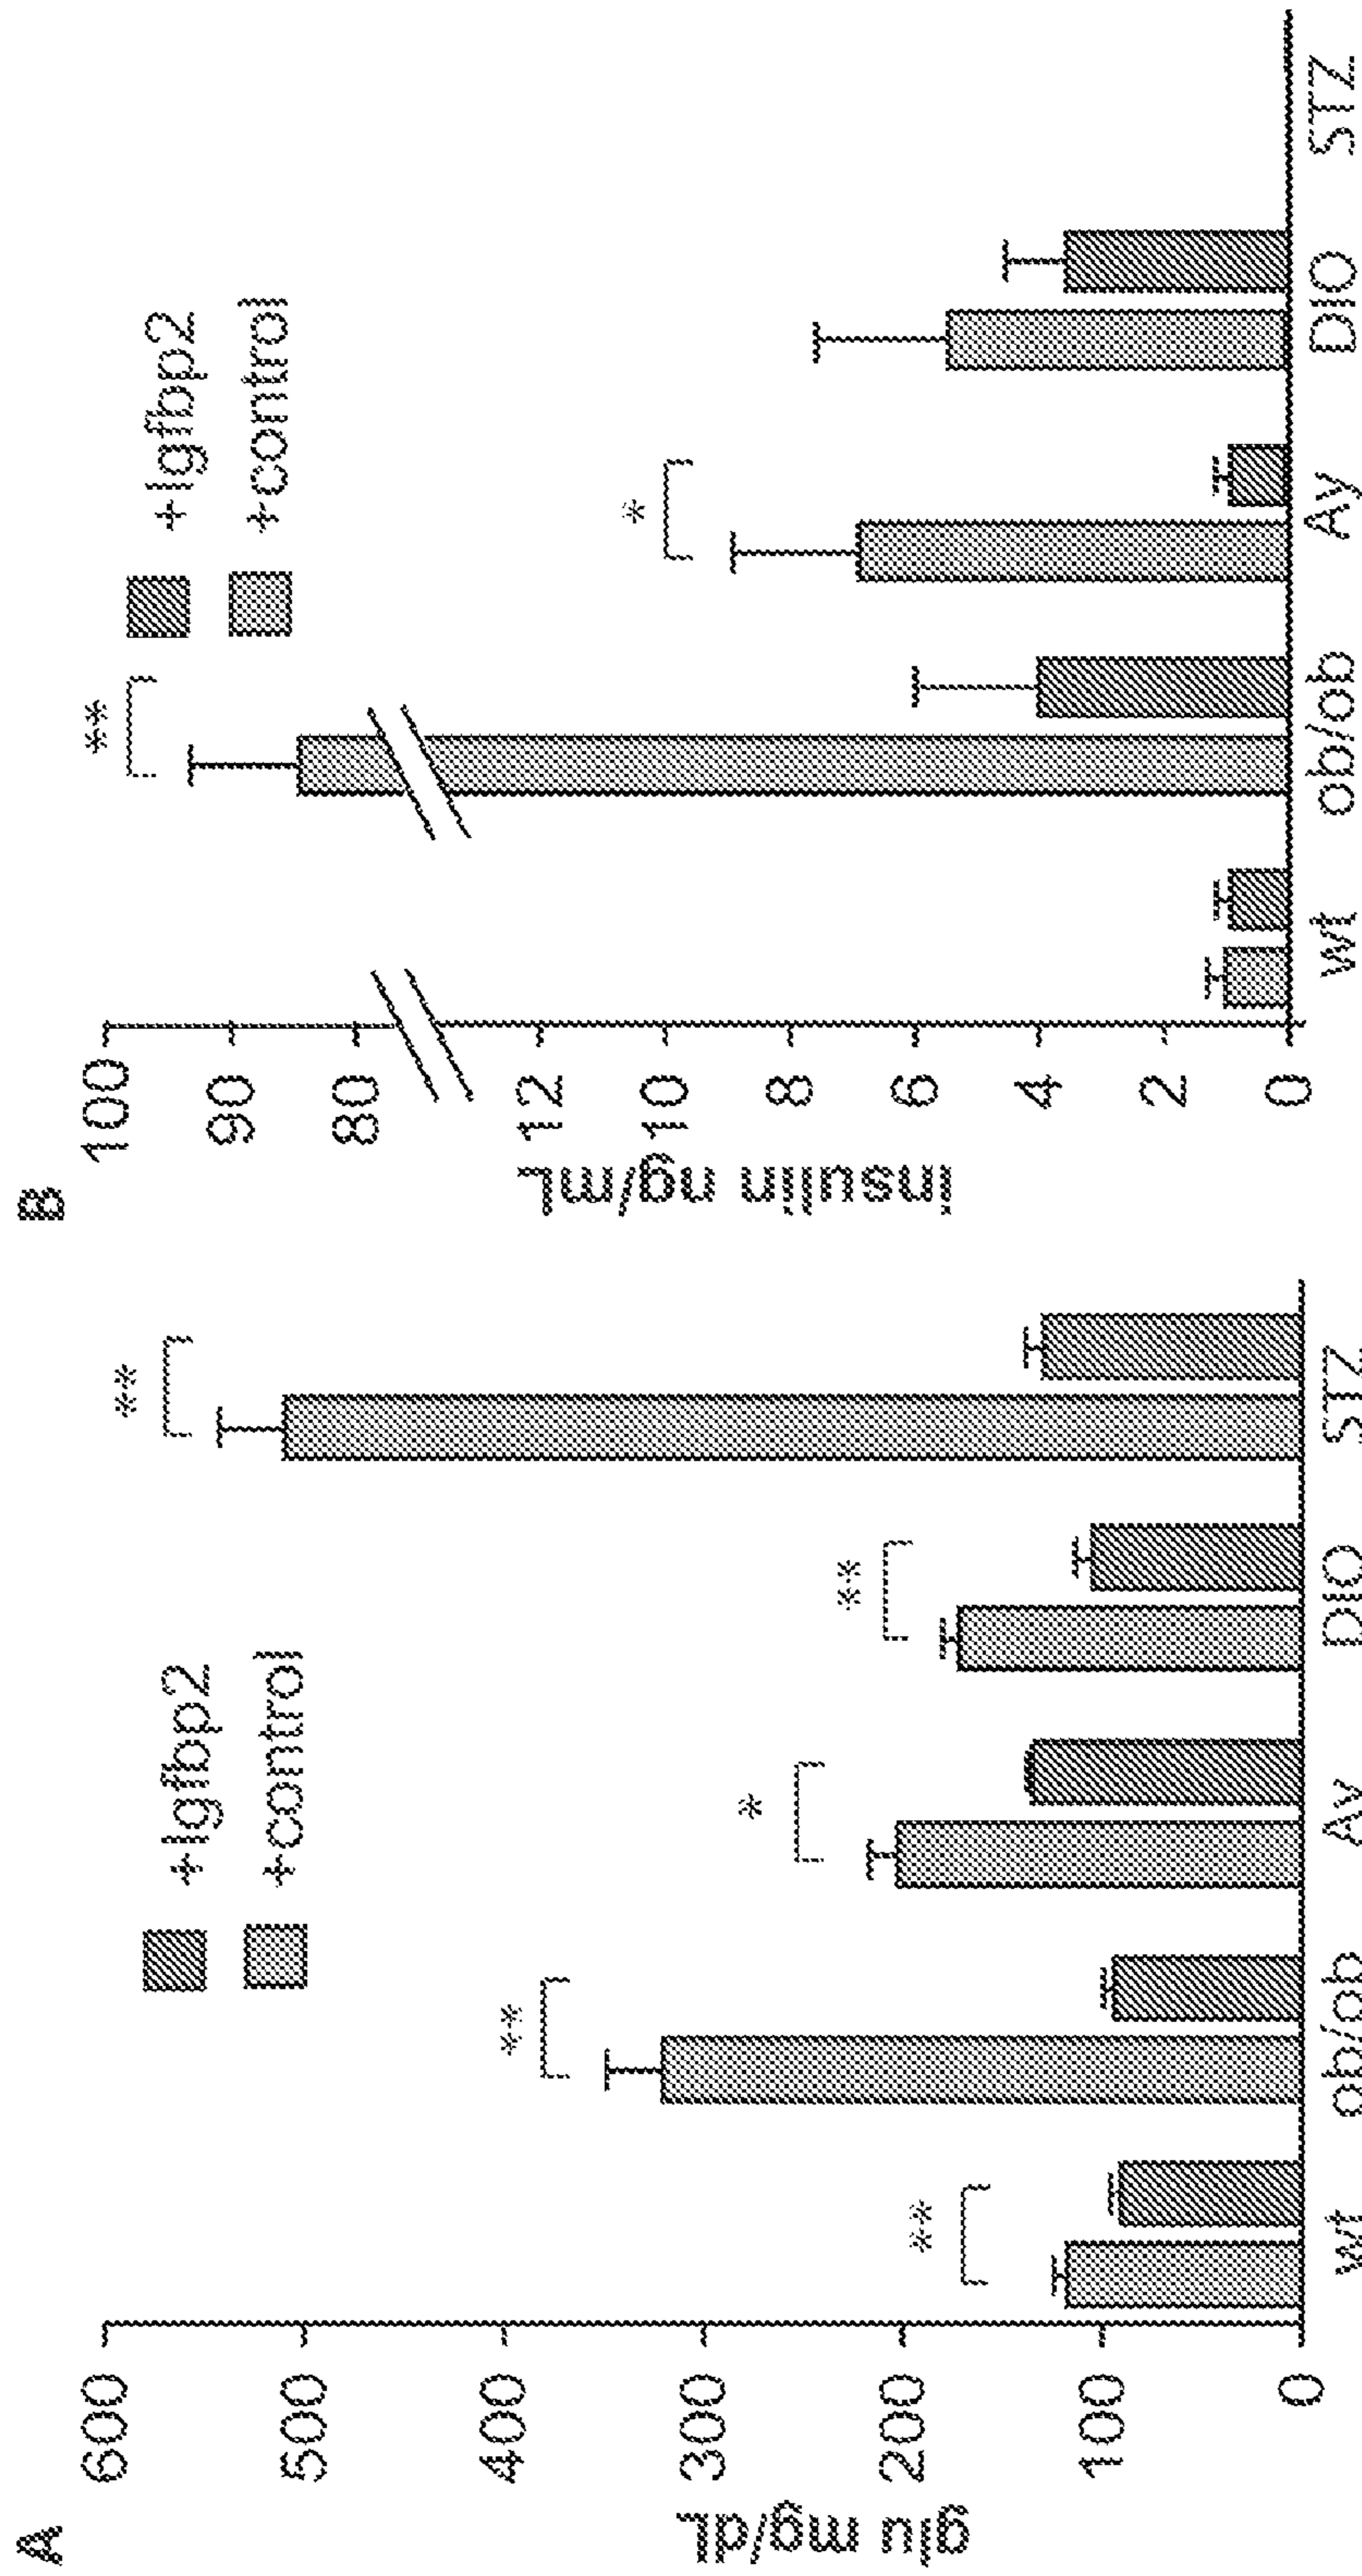 A
600
500
400
300
200
100
0
glu mg/dL
+Igfbp2
+control
**
**
*
**
**
wt ob/ob Ay DIO STZ
B
100
90
80
12
10
8
6
4
2
0
insulin ng/mL
+Igfbp2
+control
**
*
wt ob/ob Ay DIO STZ